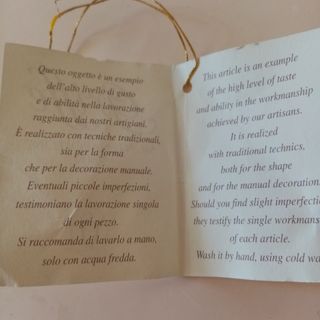 Questo oggetto è un esempio
dell'alto livello di gusto
e di abilità nella lavorazione
raggiunta dai nostri artigiani.
È realizzato con tecniche tradizionali,
sia per la forma
che per la decorazione manuale.
Eventuali piccole imperfezioni,
testimoniano la lavorazione singola
di ogni pezzo.
Si raccomanda di lavarlo a mano,
solo con acqua fredda.
This article is an example
of the high level of taste
and ability in the workmanship
achieved by our artisans.
It is realized
with traditional technics,
both for the shape
and for the manual decoration.
Should you find slight imperfectio
they testify the single workmans
of each article.
Wash it by hand, using cold wa